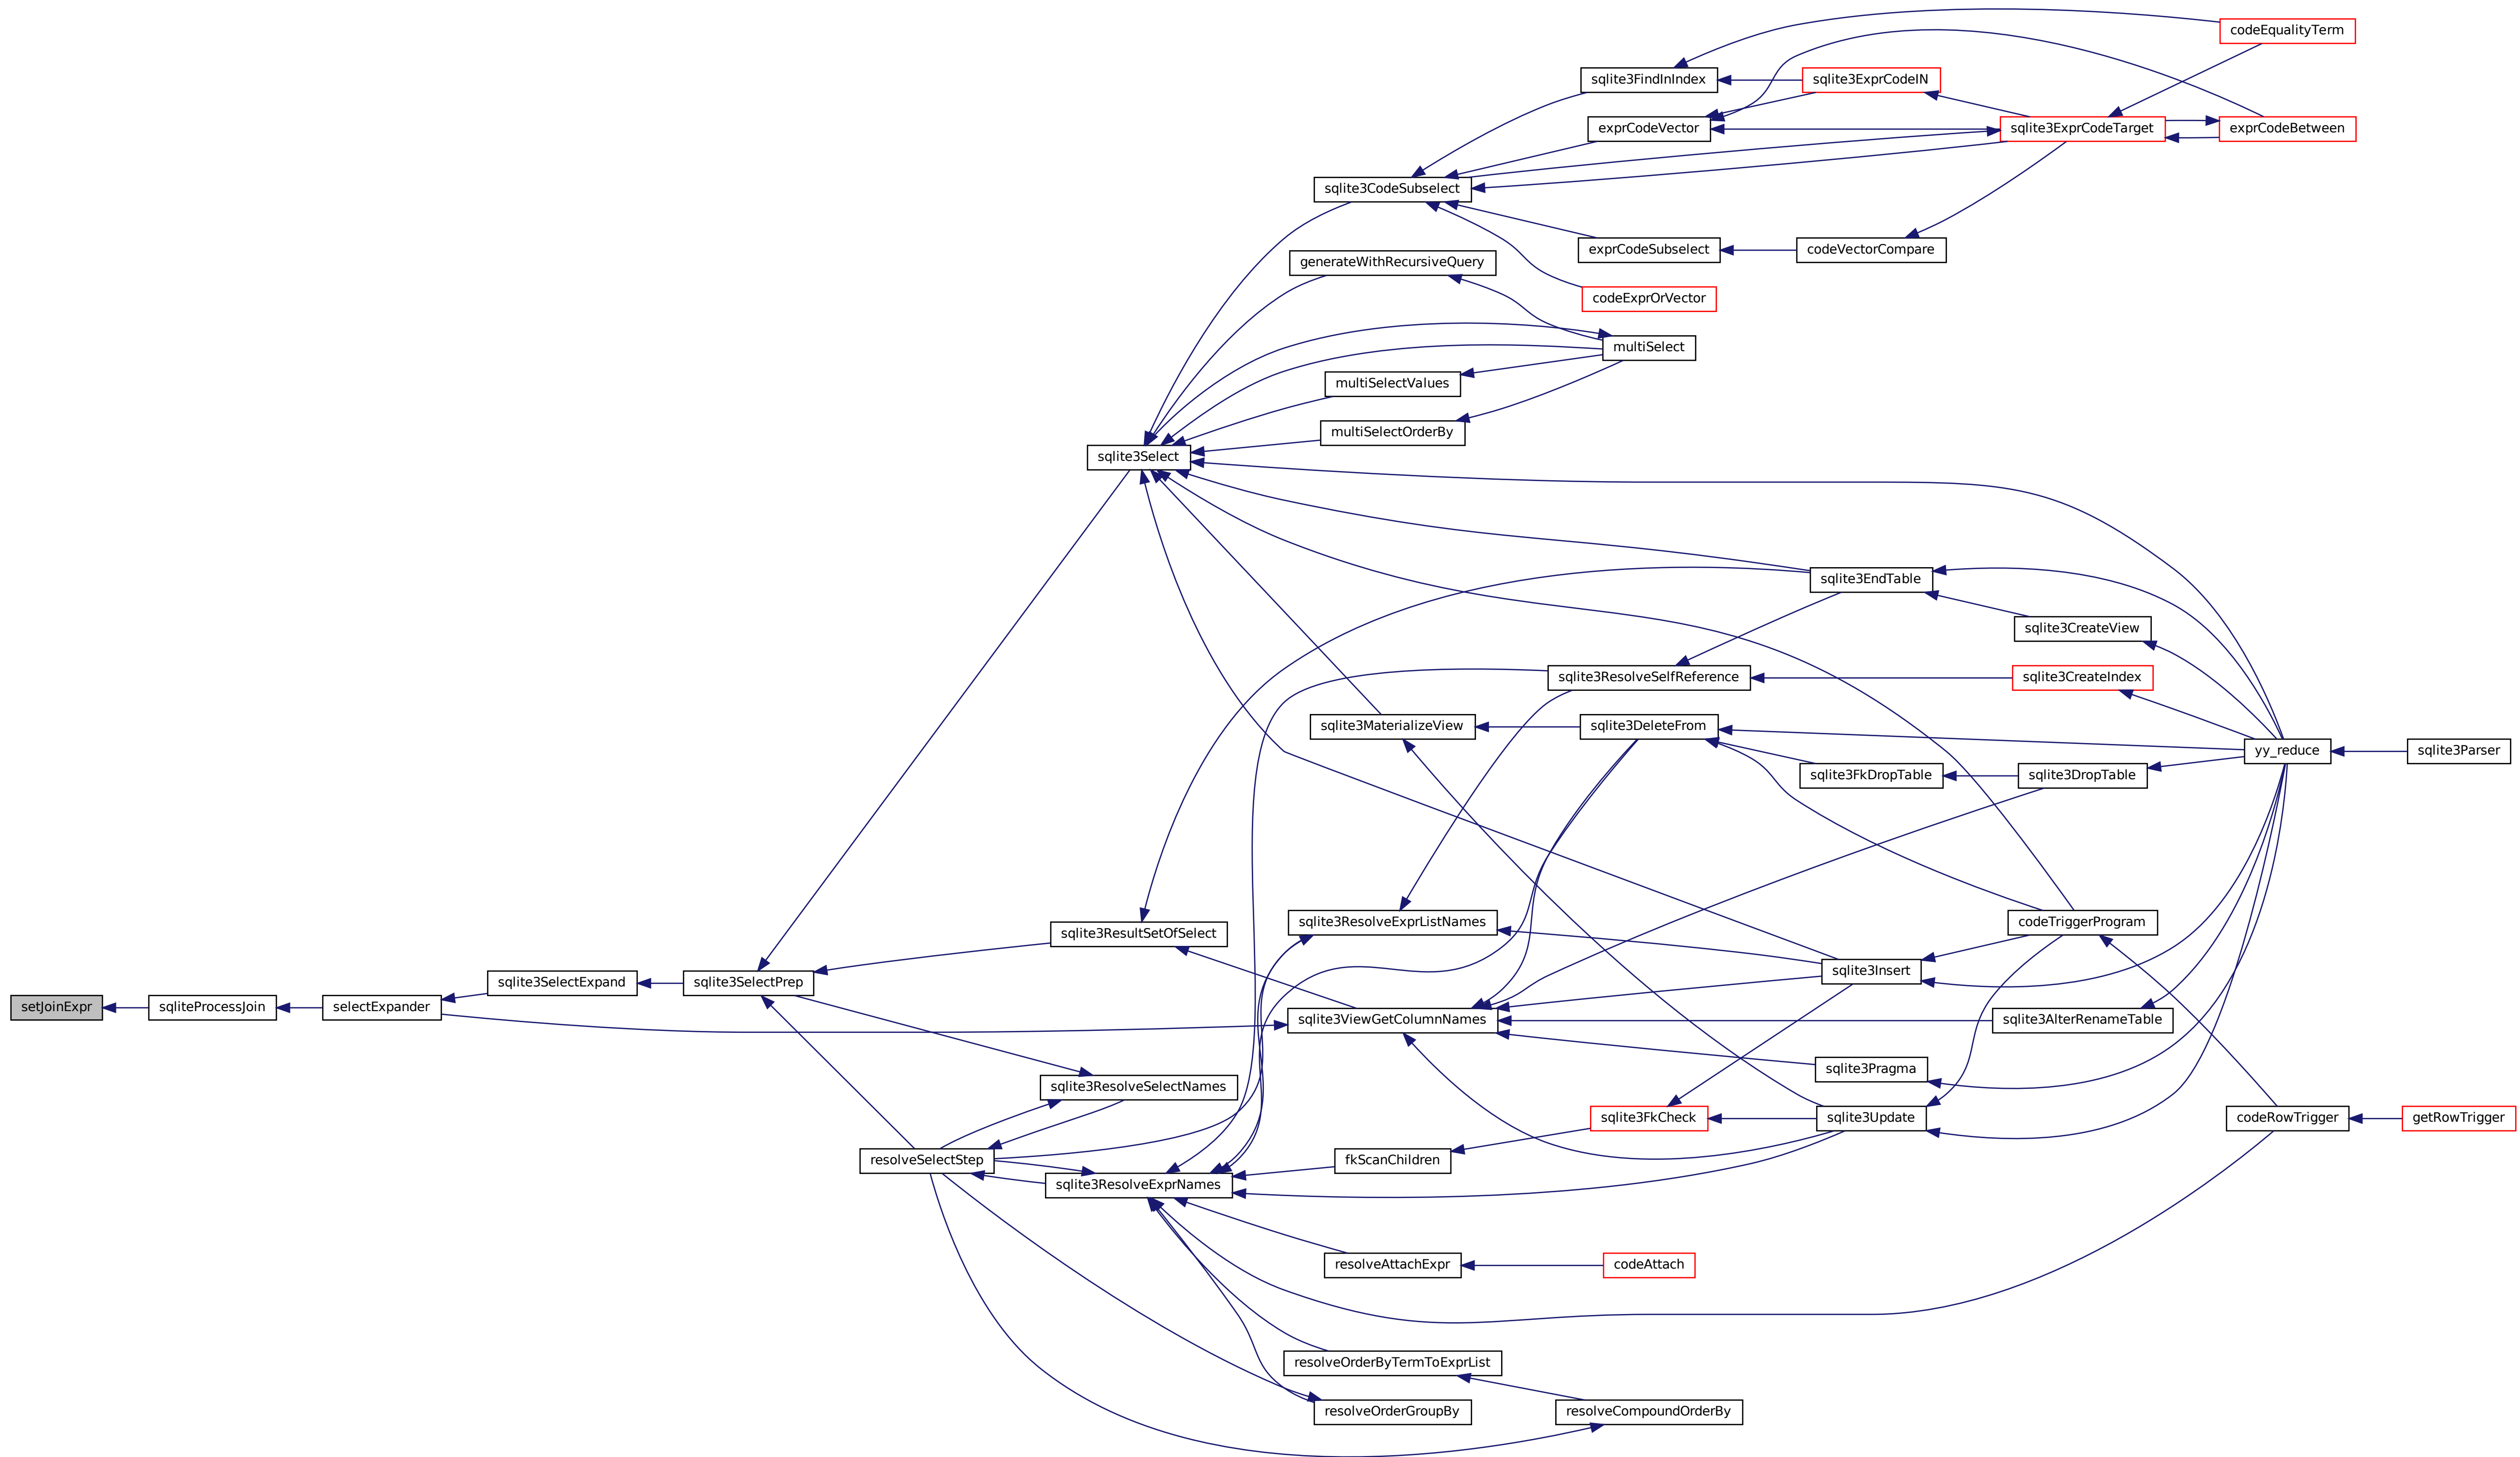 codeEqualityTerm
sqlite3FindInIndex
sqlite3ExprCodeIN
exprCodeVector
sqlite3ExprCodeTarget
exprCodeBetween
sqlite3CodeSubselect
exprCodeSubselect
codeVectorCompare
generateWithRecursiveQuery
codeExprOrVector
multiSelect
multiSelectValues
multiSelectOrderBy
sqlite3Select
sqlite3EndTable
sqlite3CreateView
sqlite3ResolveSelfReference
sqlite3CreateIndex
sqlite3MaterializeView
sqlite3DeleteFrom
yy_reduce
sqlite3Parser
sqlite3FkDropTable
sqlite3DropTable
sqlite3ResolveExprListNames
codeTriggerProgram
sqlite3ResultSetOfSelect
sqlite3Insert
sqlite3SelectExpand
sqlite3SelectPrep
setJoinExpr
sqliteProcessJoin
selectExpander
sqlite3ViewGetColumnNames
sqlite3AlterRenameTable
sqlite3Pragma
sqlite3ResolveSelectNames
sqlite3FkCheck
sqlite3Update
codeRowTrigger
getRowTrigger
resolveSelectStep
fkScanChildren
sqlite3ResolveExprNames
resolveAttachExpr
codeAttach
resolveOrderByTermToExprList
resolveOrderGroupBy
resolveCompoundOrderBy